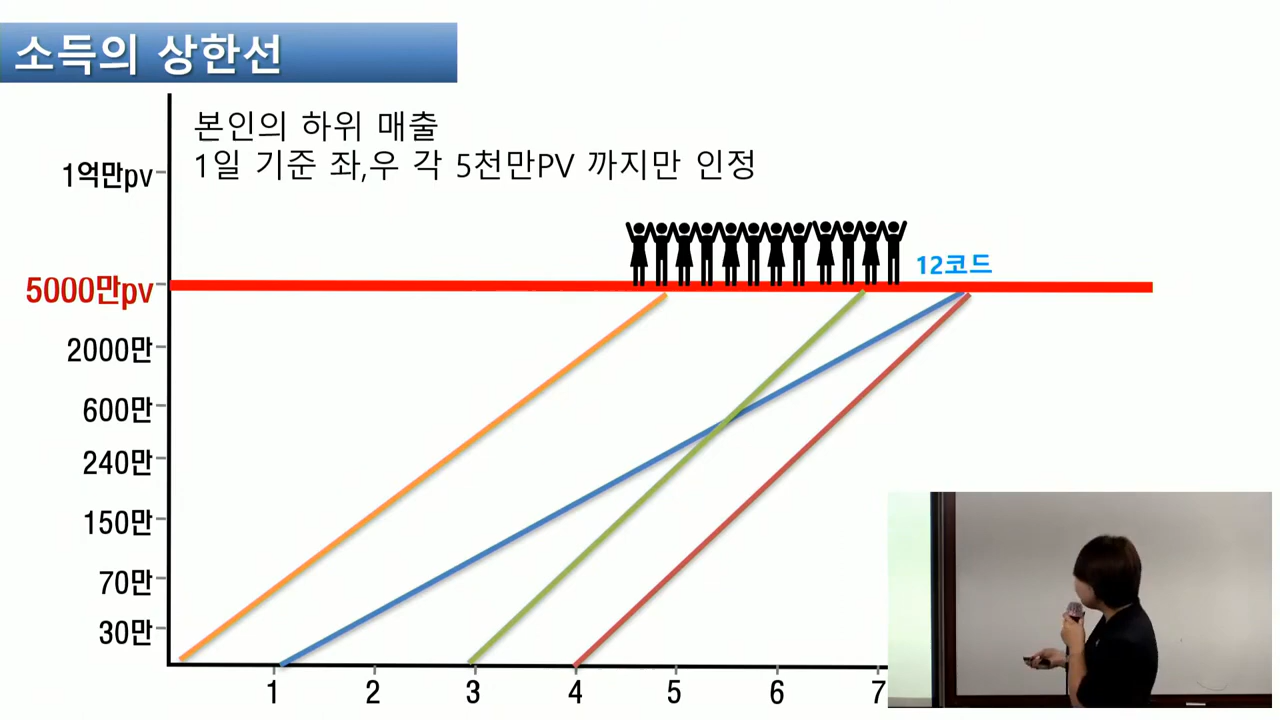 소득의 상한선
본인의 하위 매출
1일 기준 좌,우 각 5천만PV 까지만 인정
1억만pv
12코드
5000만pv
2000만
600만
240만
150만
70만
30만
1 2 3 4 5 6 7